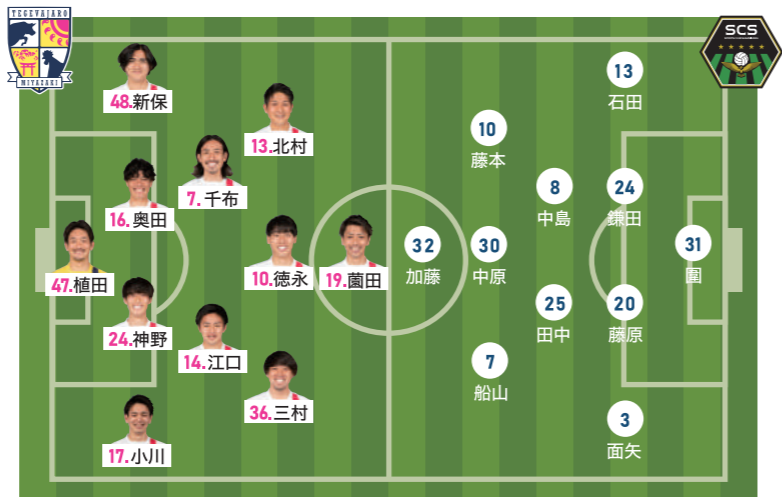 TEGEVAJARO
MIYAZAKI
SCS
48.新保
13.北村
7.千布
16.奥田
10.徳永
19.薗田
47.植田
24.神野
14.江口
36.三村
17.小川
13
石田
10
藤本
8
中島
24
鎌田
32
加藤
30
中原
31
圍
25
田中
20
藤原
7
船山
3
面矢